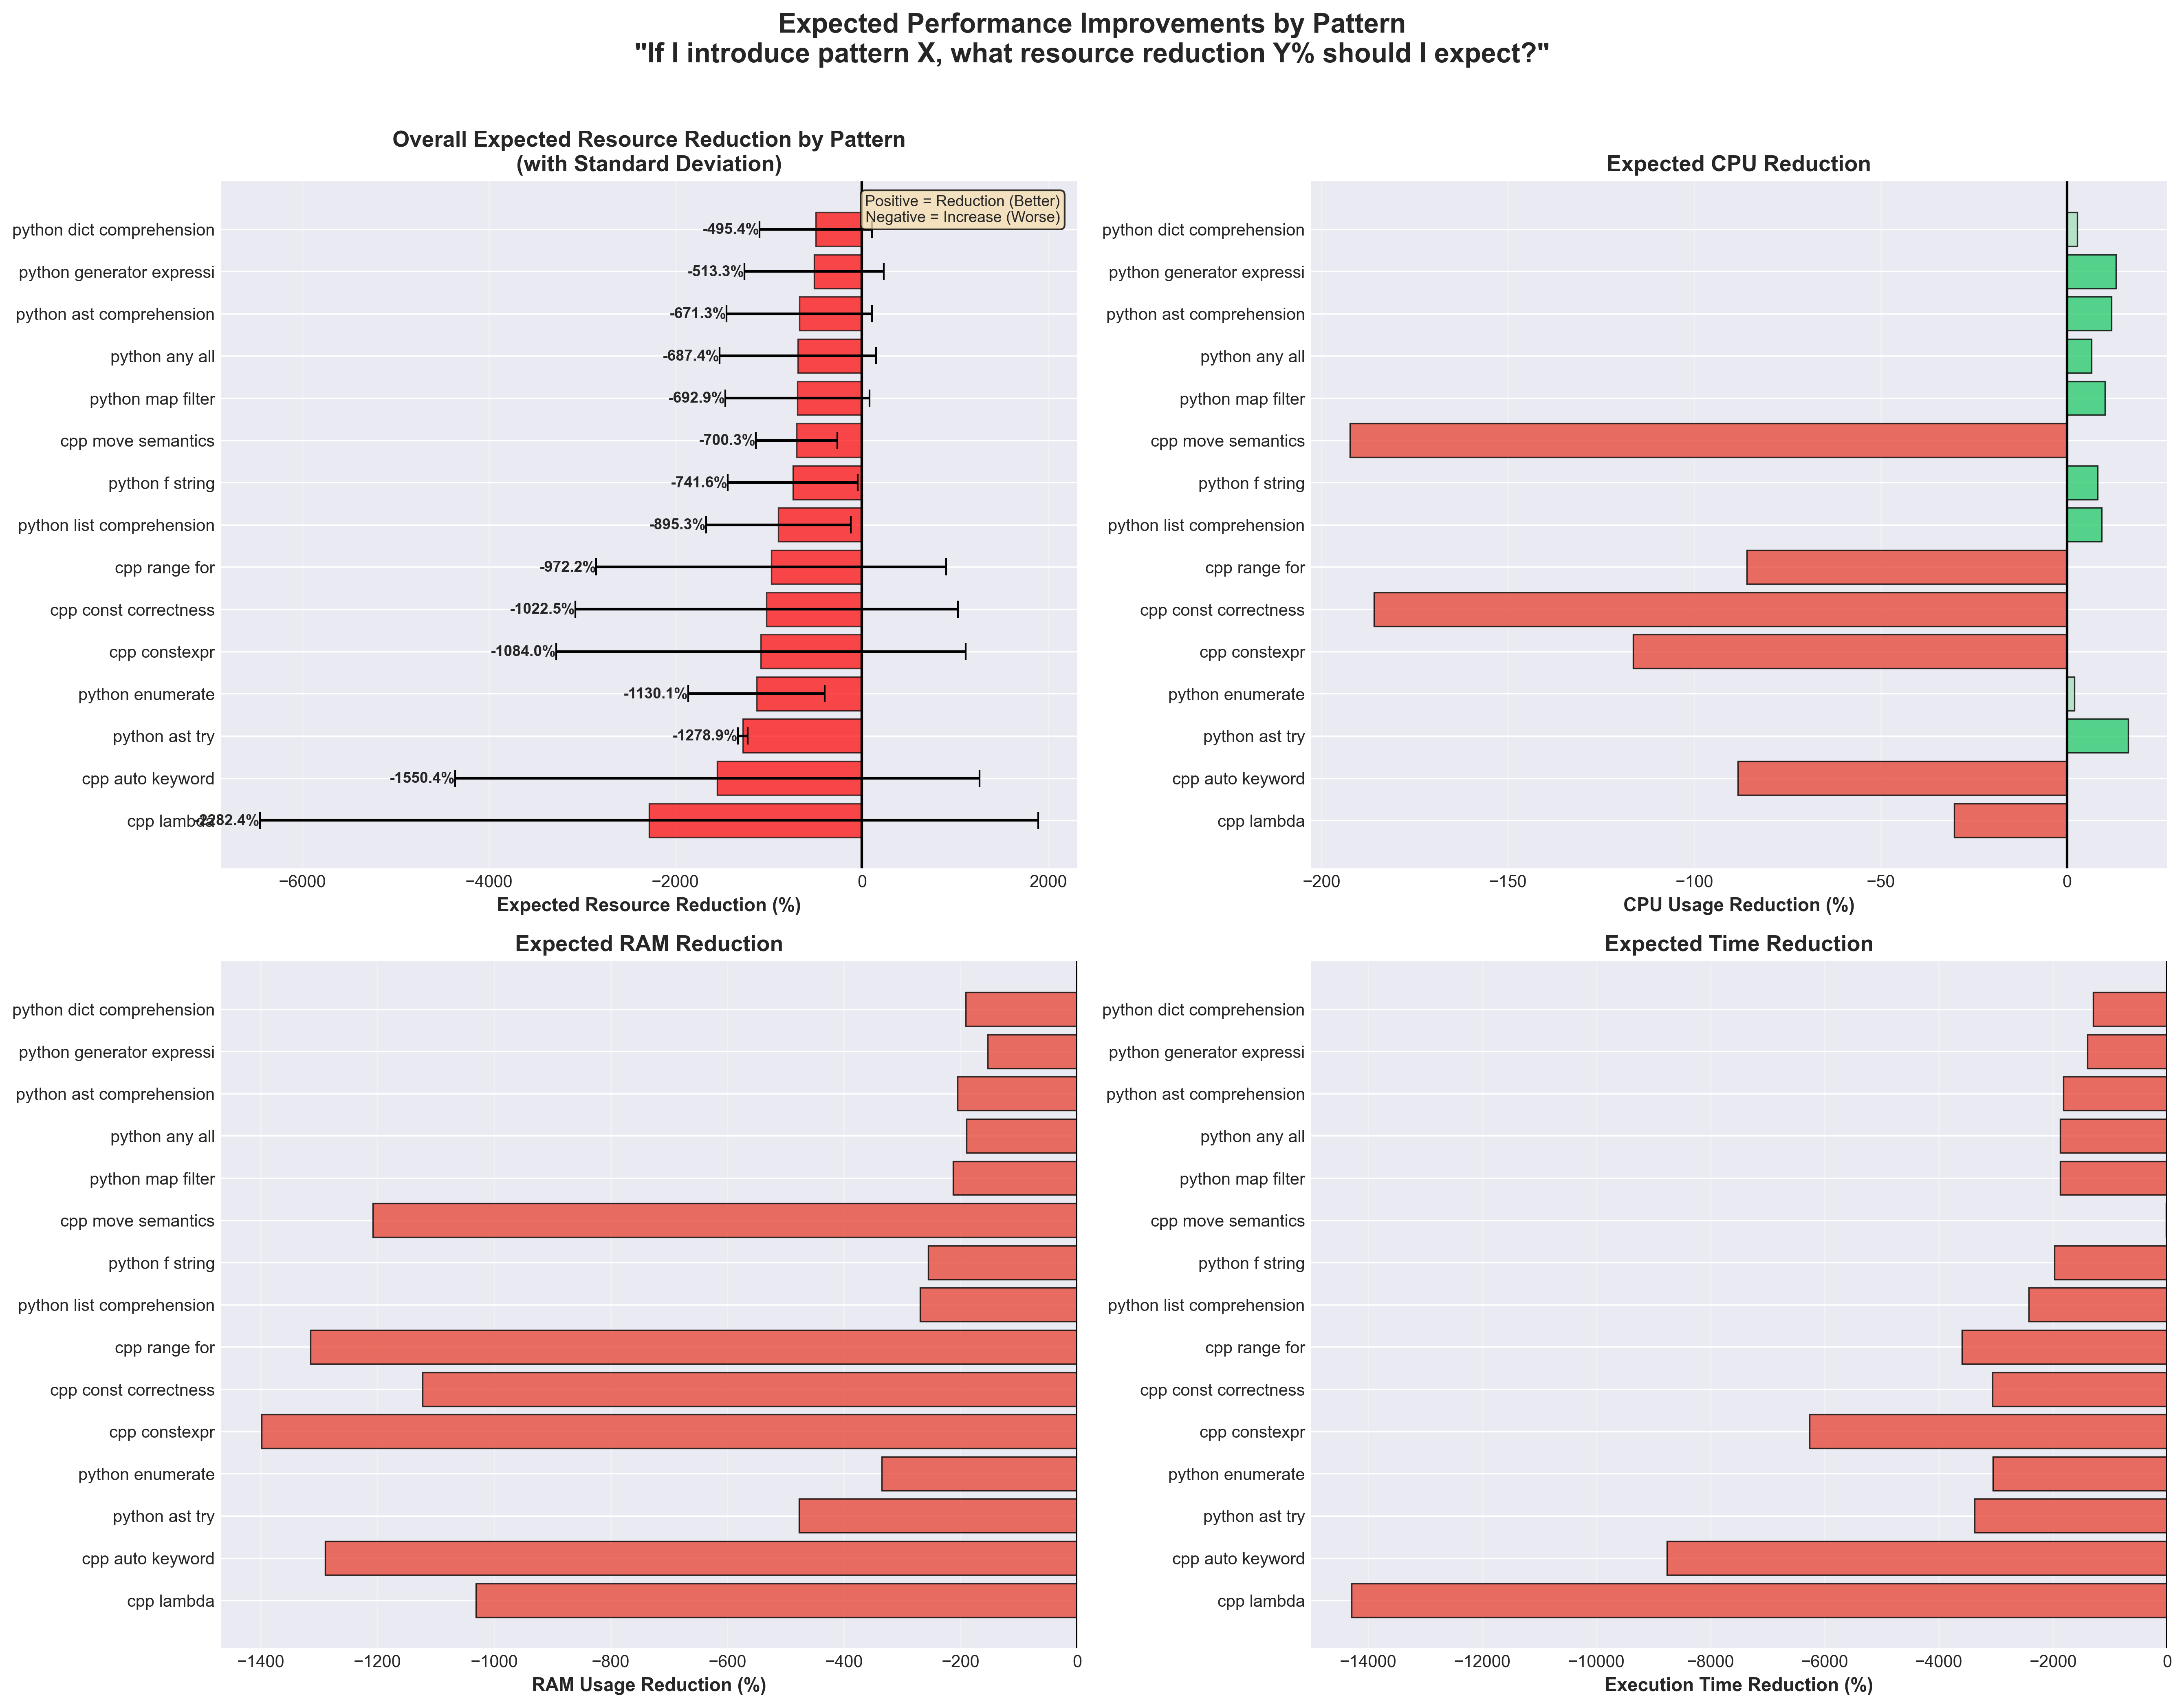 Expected Performance Improvements by Pattern
"If I introduce pattern X, what resource reduction Y% should I expect?"
Overall Expected Resource Reduction by Pattern
(with Standard Deviation)
Positive = Reduction (Better)
Negative = Increase (Worse)
python dict comprehension
-495.4%
python generator expressi
-513.3%
python ast comprehension
-671.3%
python any all
-687.4%
python map filter
-692.9%
cpp move semantics
-700.3%
python f string
-741.6%
python list comprehension
-895.3%
cpp range for
-972.2%
cpp const correctness
-1022.5%
cpp constexpr
-1084.0%
python enumerate
-1130.1%
python ast try
-1278.9%
cpp auto keyword
-1550.4%
cpp lambda
-2282.4%
−6000 −4000 −2000 0 2000
Expected Resource Reduction (%)
Expected CPU Reduction
python dict comprehension
python generator expressi
python ast comprehension
python any all
python map filter
cpp move semantics
python f string
python list comprehension
cpp range for
cpp const correctness
cpp constexpr
python enumerate
python ast try
cpp auto keyword
cpp lambda
−200 −150 −100 −50 0
CPU Usage Reduction (%)
Expected RAM Reduction
python dict comprehension
python generator expressi
python ast comprehension
python any all
python map filter
cpp move semantics
python f string
python list comprehension
cpp range for
cpp const correctness
cpp constexpr
python enumerate
python ast try
cpp auto keyword
cpp lambda
−1400 −1200 −1000 −800 −600 −400 −200 0
RAM Usage Reduction (%)
Expected Time Reduction
python dict comprehension
python generator expressi
python ast comprehension
python any all
python map filter
cpp move semantics
python f string
python list comprehension
cpp range for
cpp const correctness
cpp constexpr
python enumerate
python ast try
cpp auto keyword
cpp lambda
−14000 −12000 −10000 −8000 −6000 −4000 −2000 0
Execution Time Reduction (%)